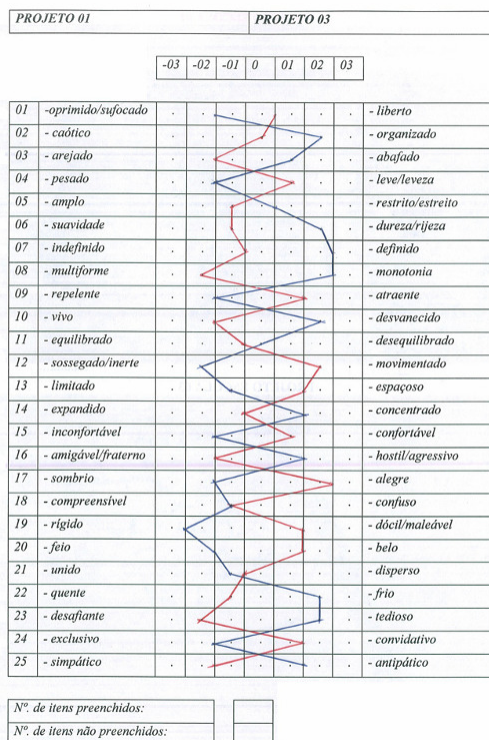 PROJETO 01 PROJETO 03
-03 -02 -01 0 01 02 03
01 -oprimido/sufocado - liberto
02 - caótico - organizado
03 - arejado - abafado
04 - pesado - leve/leveza
05 - amplo - restrito/estreito
06 - suavidade - dureza/rijeza
07 - indefinido - definido
08 - multiforme - monotonia
09 - repelente - atraente
10 - vivo - desvanecido
11 - equilibrado - desequilibrado
12 - sossegado/inerte - movimentado
13 - limitado - espaçoso
14 - expandido - concentrado
15 - inconfortável - confortável
16 - amigável/fraterno - hostil/agressivo
17 - sombrio - alegre
18 - compreensível - confuso
19 - rígido - dócil/maleável
20 - feio - belo
21 - unido - disperso
22 - quente - frio
23 - desafiante - tedioso
24 - exclusivo - convidativo
25 - simpático - antipático
Nº. de itens preenchidos:
Nº. de itens não preenchidos: